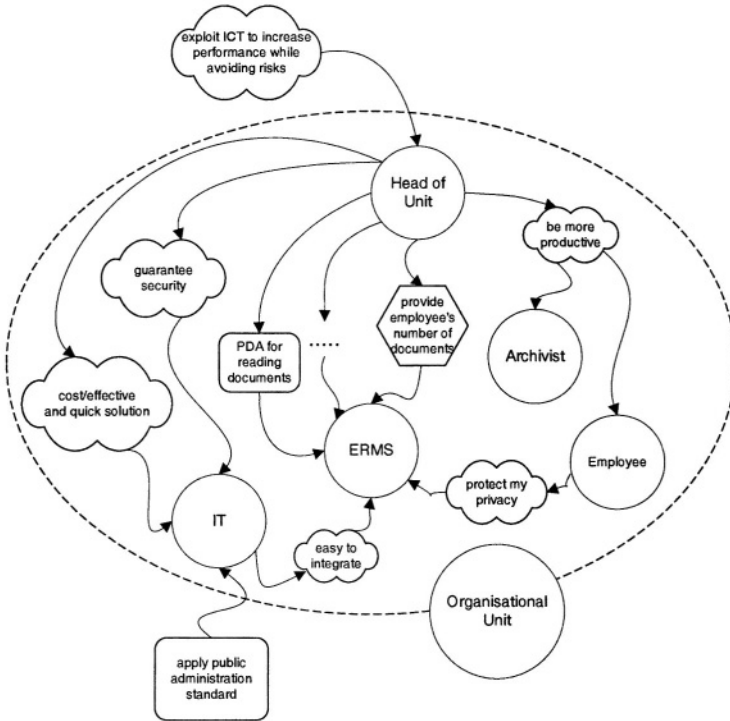 exploit ICT to increase
performance while
avoiding risks
Head of
Unit
be more
productive
guarantee
security
provide
employee's
number of
documents
PDA for
reading
documents
......
Archivist
cost/effective
and quick solution
ERMS
Employee
protect my
privacy
IT
easy to
integrate
Organisational
Unit
apply public
administration
standard